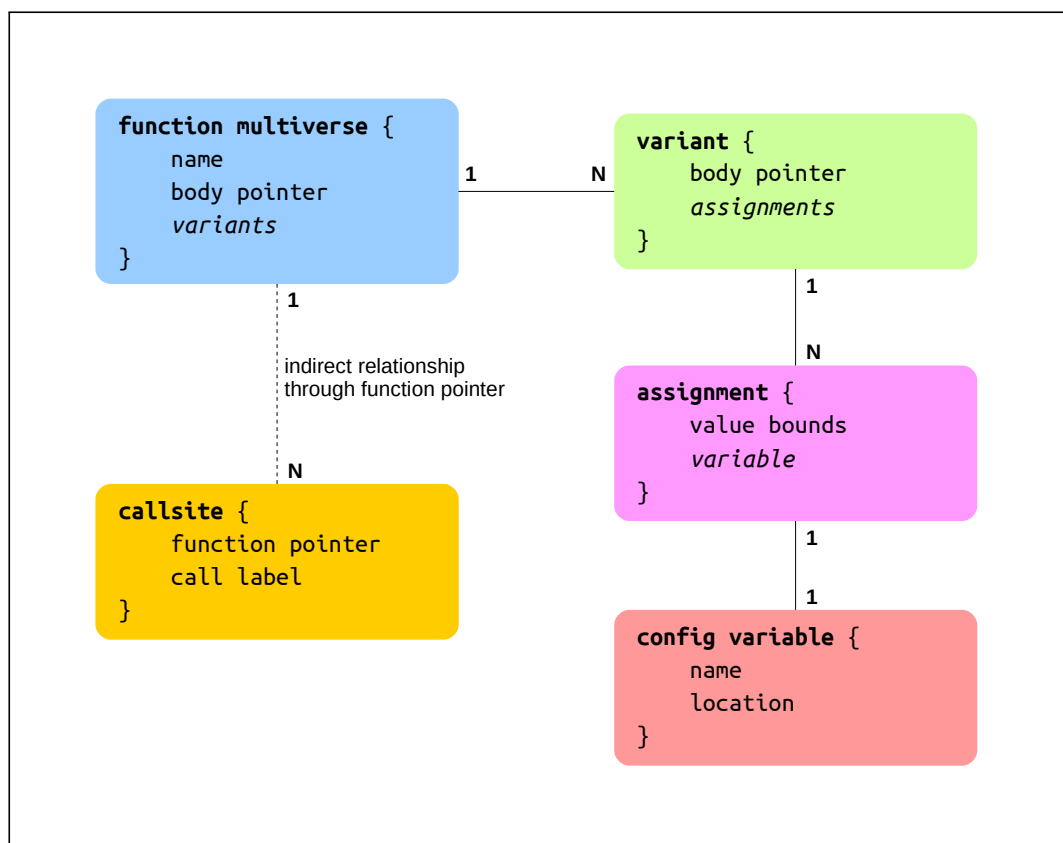 function multiverse {
name
body pointer
variants
}
1
N
variant {
body pointer
assignments
}
1
indirect relationship
through function pointer
N
callsite {
function pointer
call label
}
1
N
assignment {
value bounds
variable
}
1
1
config variable {
name
location
}